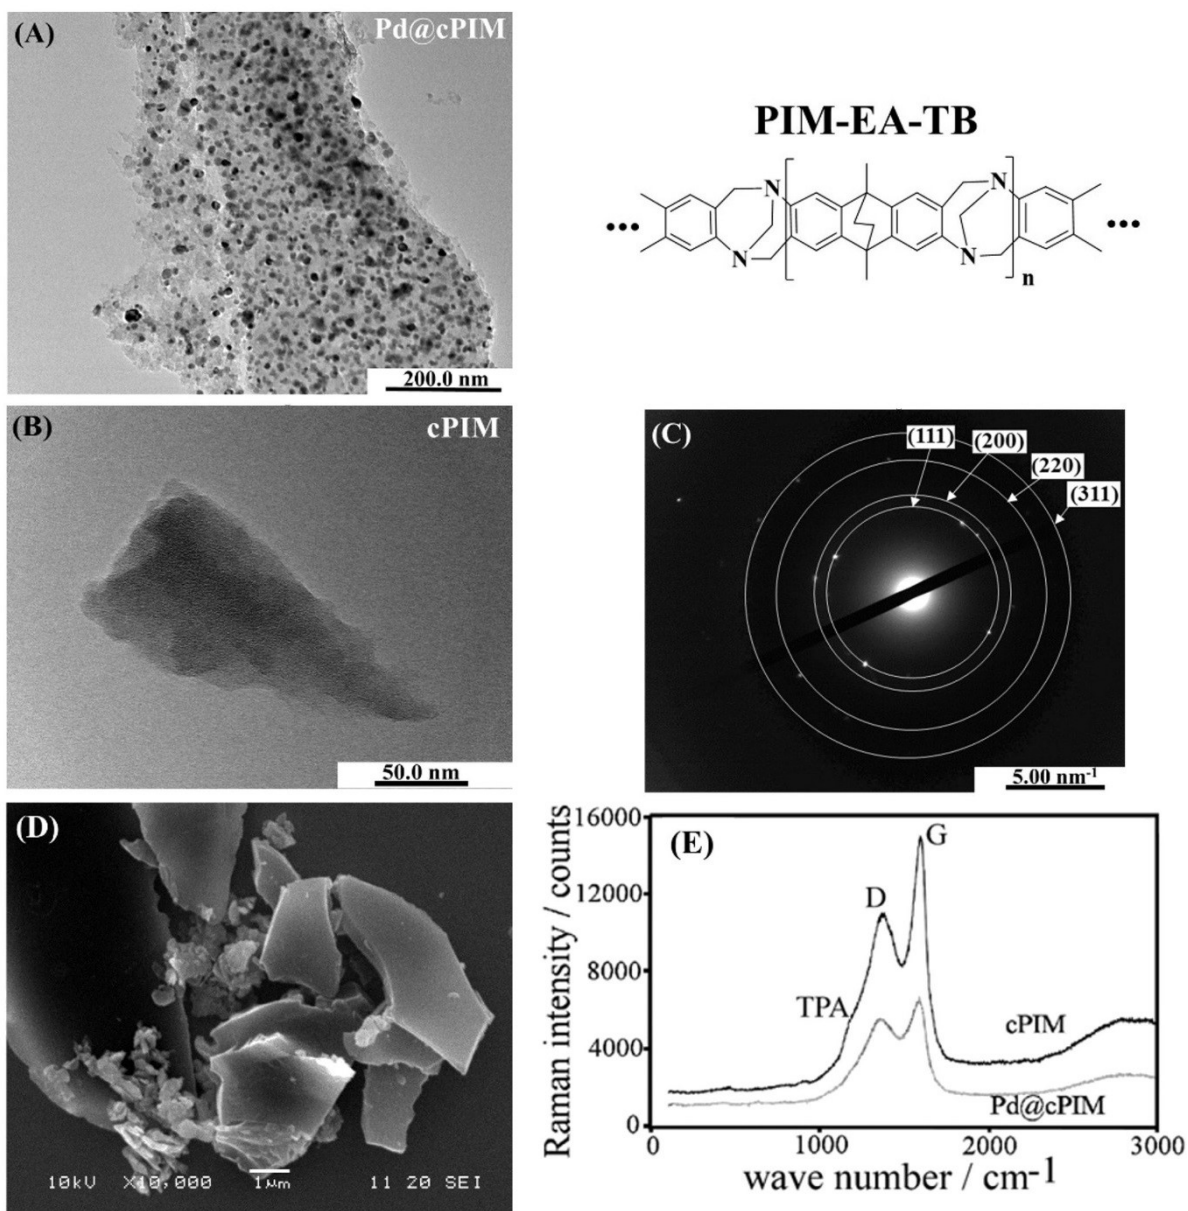 (A)
Pd@cPIM
200.0 nm
PIM-EA-TB
N
N
N
N
n
(B)
cPIM
50.0 nm
(C)
(111)
(200)
(220)
(311)
5.00 nm-1
(D)
10kV X10,000 1μm 11 20 SEI
(E)
16000
12000
8000
4000
0
Raman intensity / counts
G
D
TPA
cPIM
Pd@cPIM
0 1000 2000 3000
wave number / cm-1